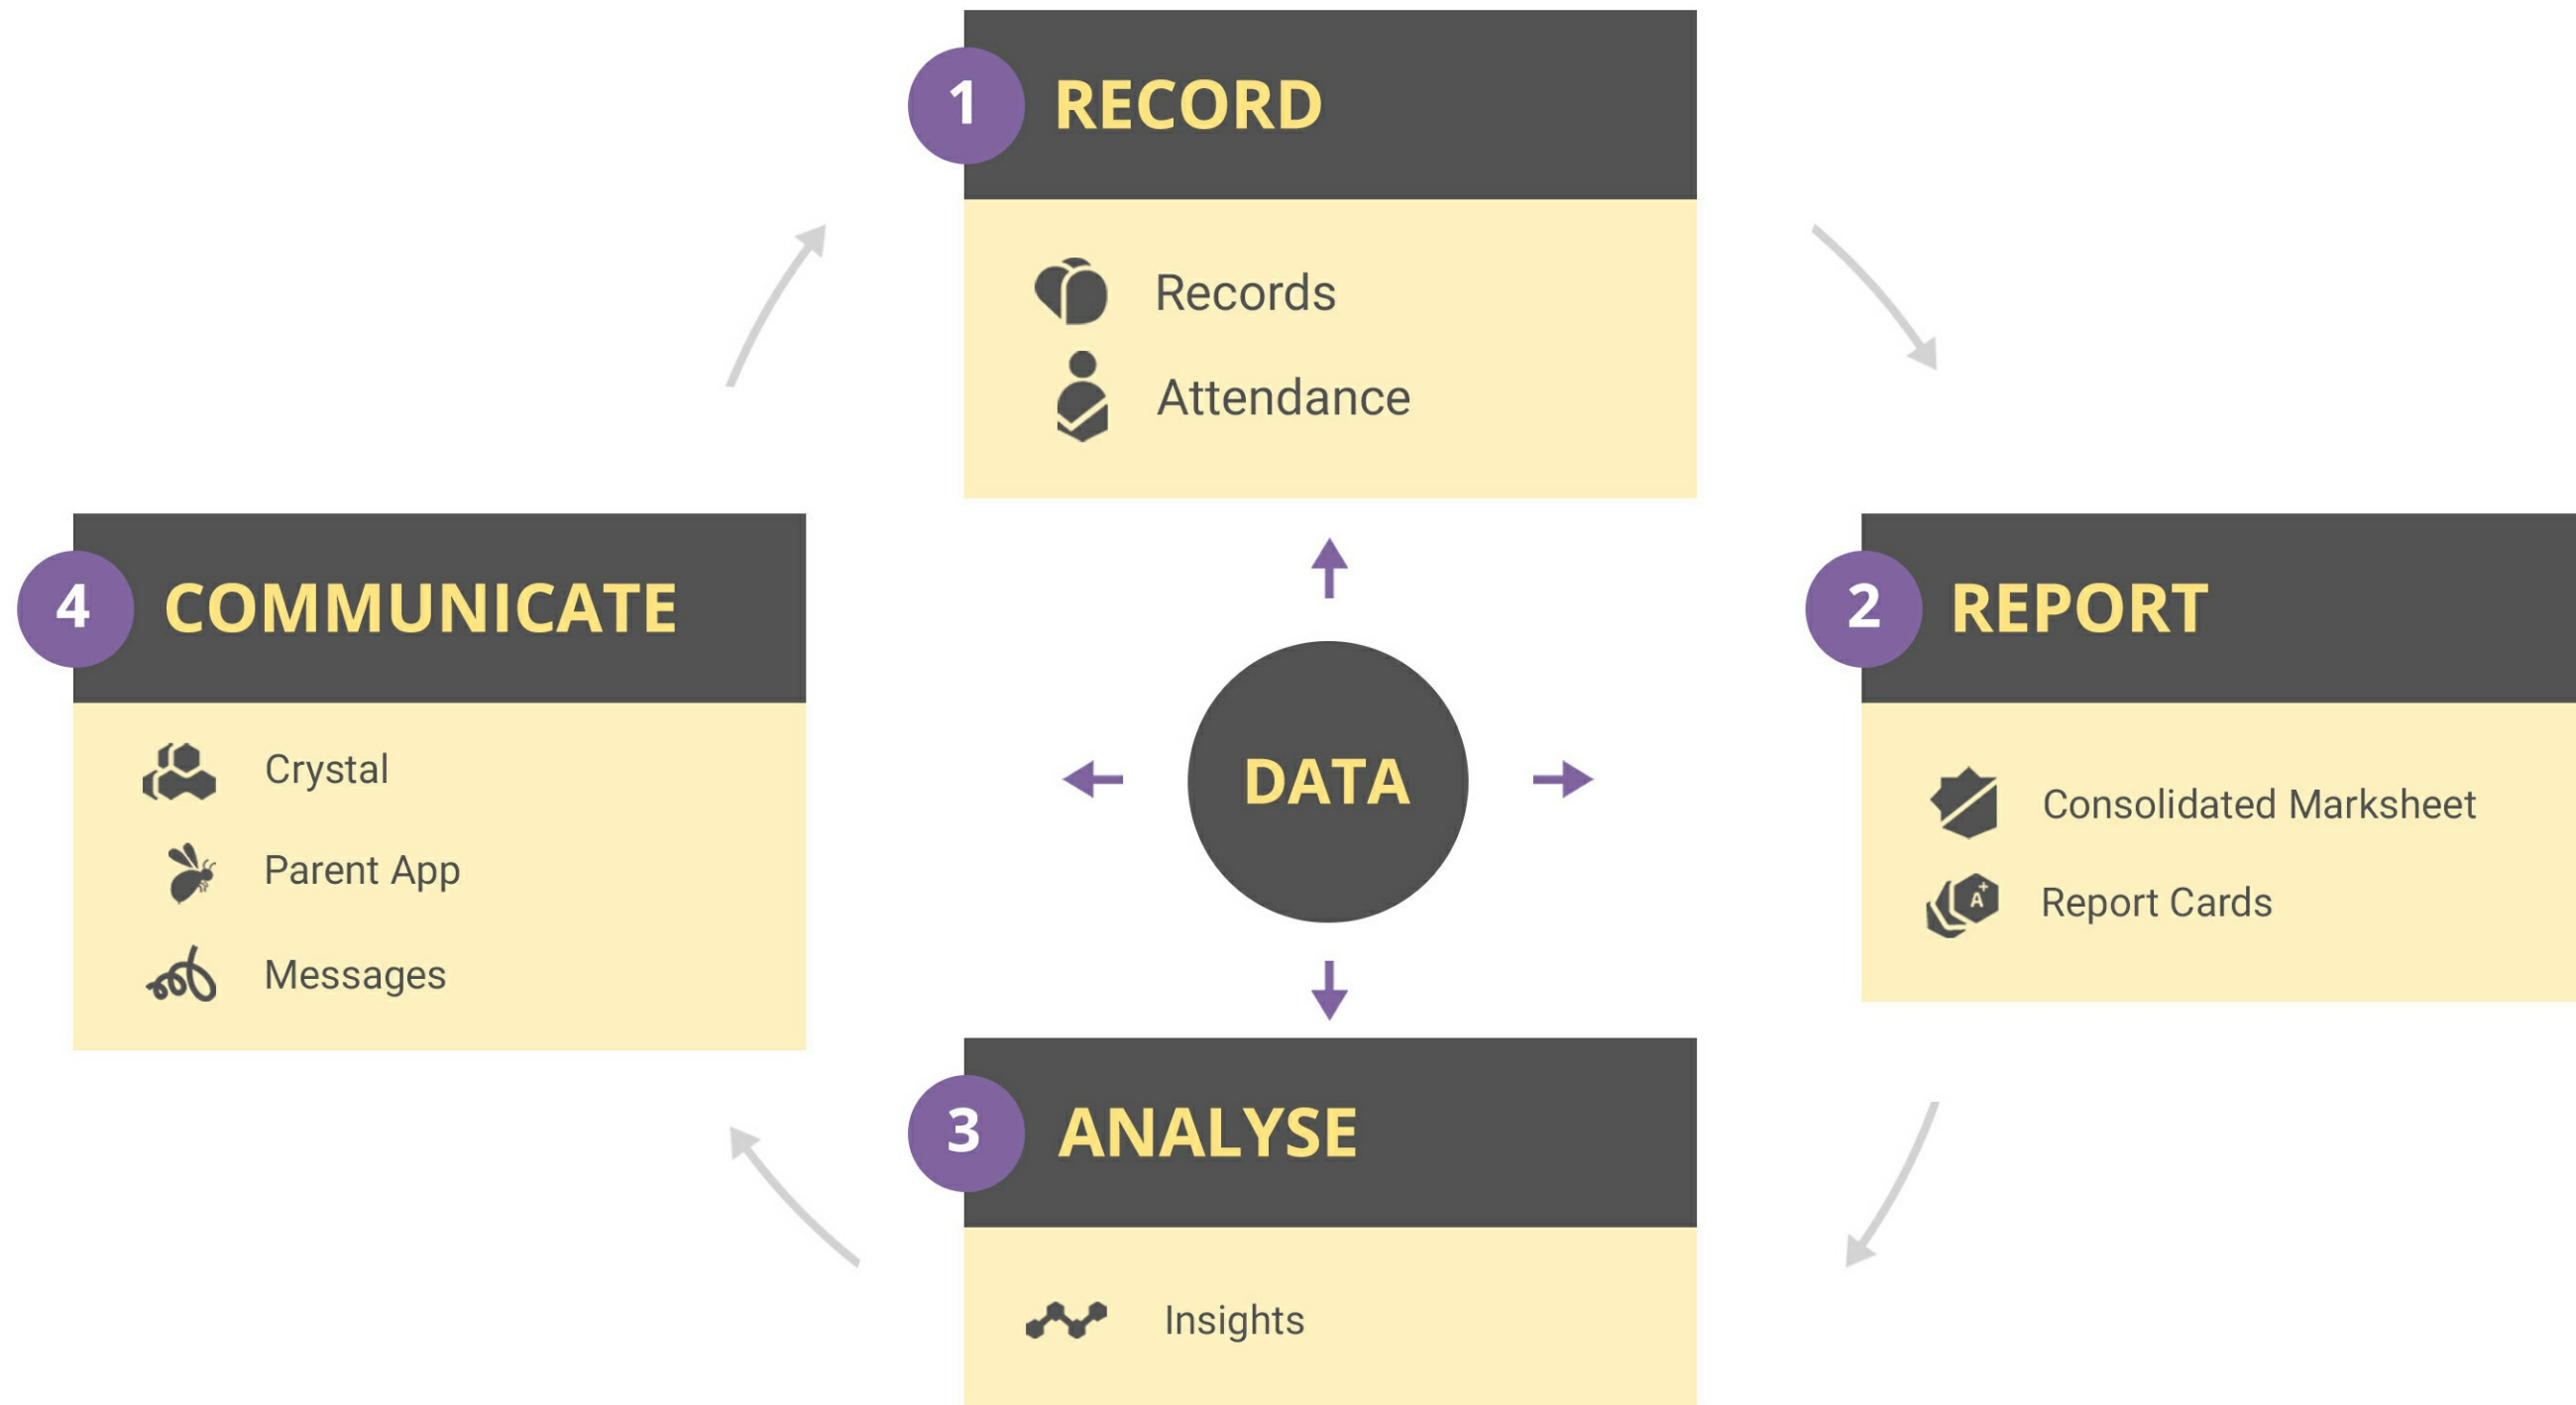 1 RECORD
Records
Attendance
2 REPORT
Consolidated Marksheet
A+ Report Cards
3 ANALYSE
Insights
4 COMMUNICATE
Crystal
Parent App
Messages
DATA